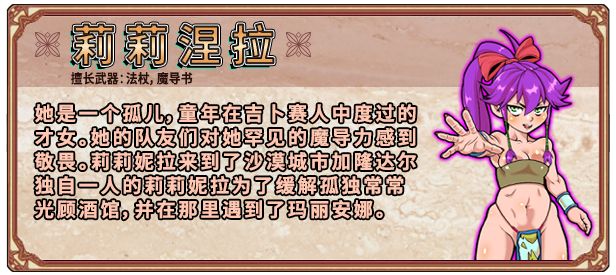 莉莉涅拉
擅长武器：法杖，魔导书
她是一个孤儿，童年在吉卜赛人中度过的
才女。她的队友们对她罕见的魔导力感到
敬畏。莉莉妮拉来到了沙漠城市加隆达尔
独自一人的莉莉妮拉为了缓解孤独常常
光顾酒馆，并在那里遇到了玛丽安娜。